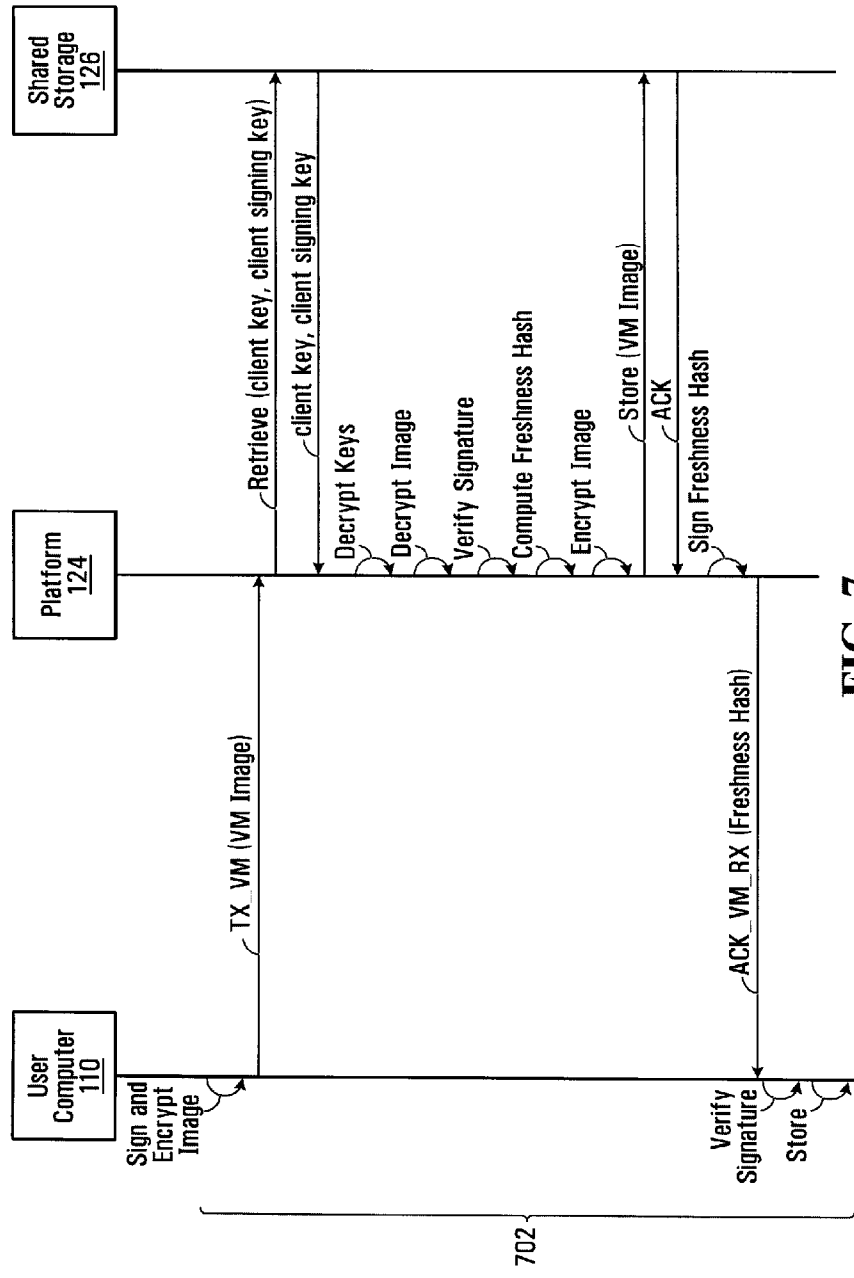 User
Computer
110
Platform
124
Shared
Storage
126
Sign and
Encrypt
Image
TX_VM (VM Image)
Retrieve (client key, client signing key)
client key, client signing key
Decrypt Keys
Decrypt Image
Verify Signature
Compute Freshness Hash
Encrypt Image
Store (VM Image)
ACK
Sign Freshness Hash
ACK_VM_RX (Freshness Hash)
Verify
Signature
Store
702
FIG. 7